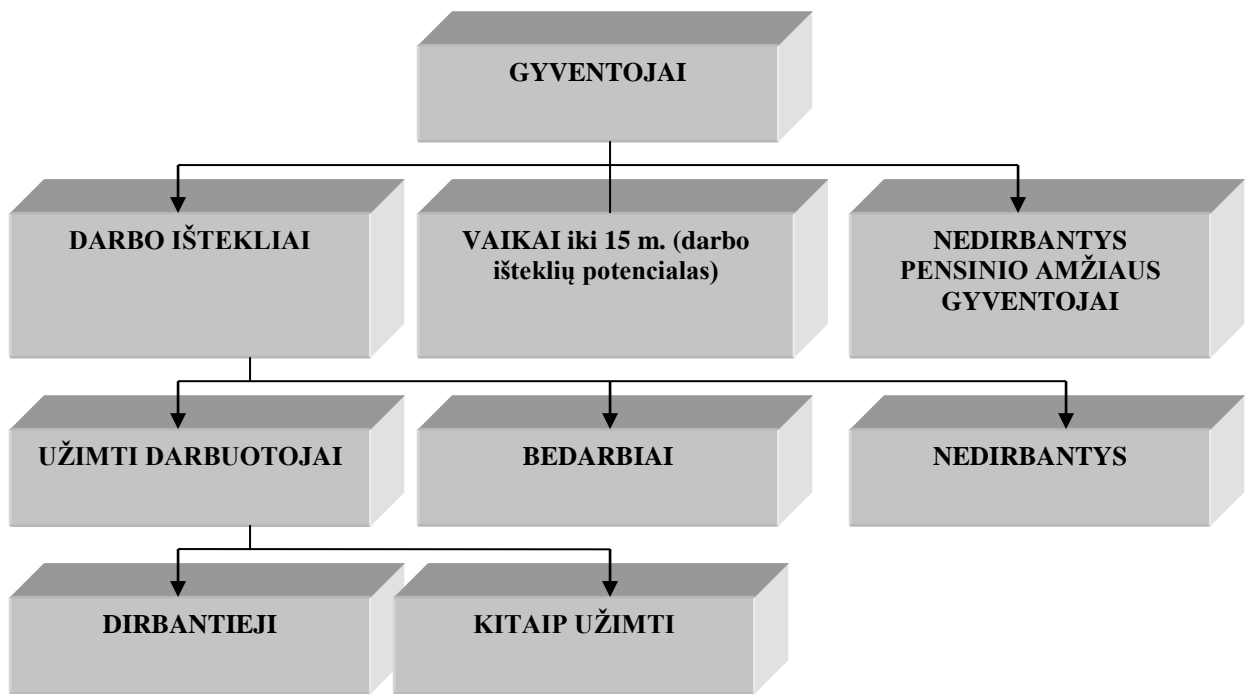 GYVENTOJAI
DARBO IŠTEKLIAI
VAIKAI iki 15 m. (darbo
išteklių potencialas)
NEDIRBANTYS
PENSINIO AMŽIAUS
GYVENTOJAI
UŽIMTI DARBUOTOJAI
BEDARBIAI
NEDIRBANTYS
DIRBANTIEJI
KITAIP UŽIMTI